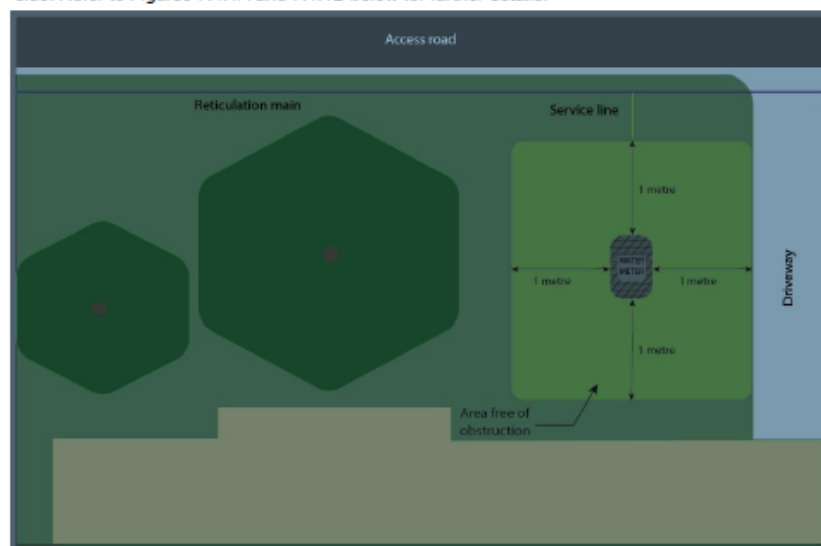 Access road
Reticulation main
Service line
1 metre
WATER
METER
1 metre
1 metre
Driveway
1 metre
Area free of
obstruction